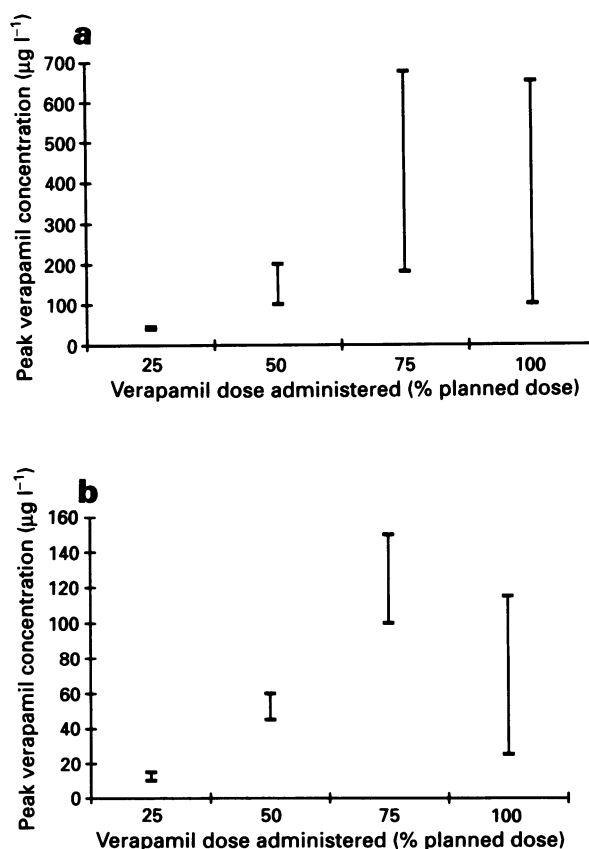 a
Peak verapamil concentration (μg l⁻¹)
700
600
500
400
300
200
100
0
25 50 75 100
Verapamil dose administered (% planned dose)
b
Peak verapamil concentration (μg l⁻¹)
160
140
120
100
80
60
40
20
0
25 50 75 100
Verapamil dose administered (% planned dose)